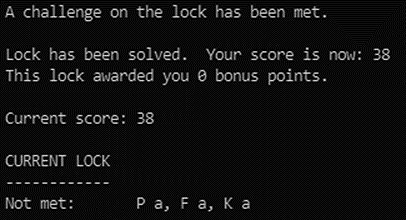 A challenge on the lock has been met.
Lock has been solved.  Your score is now: 38
This lock awarded you 0 bonus points.
Current score: 38
CURRENT LOCK
------------
Not met:       P a, F a, K a